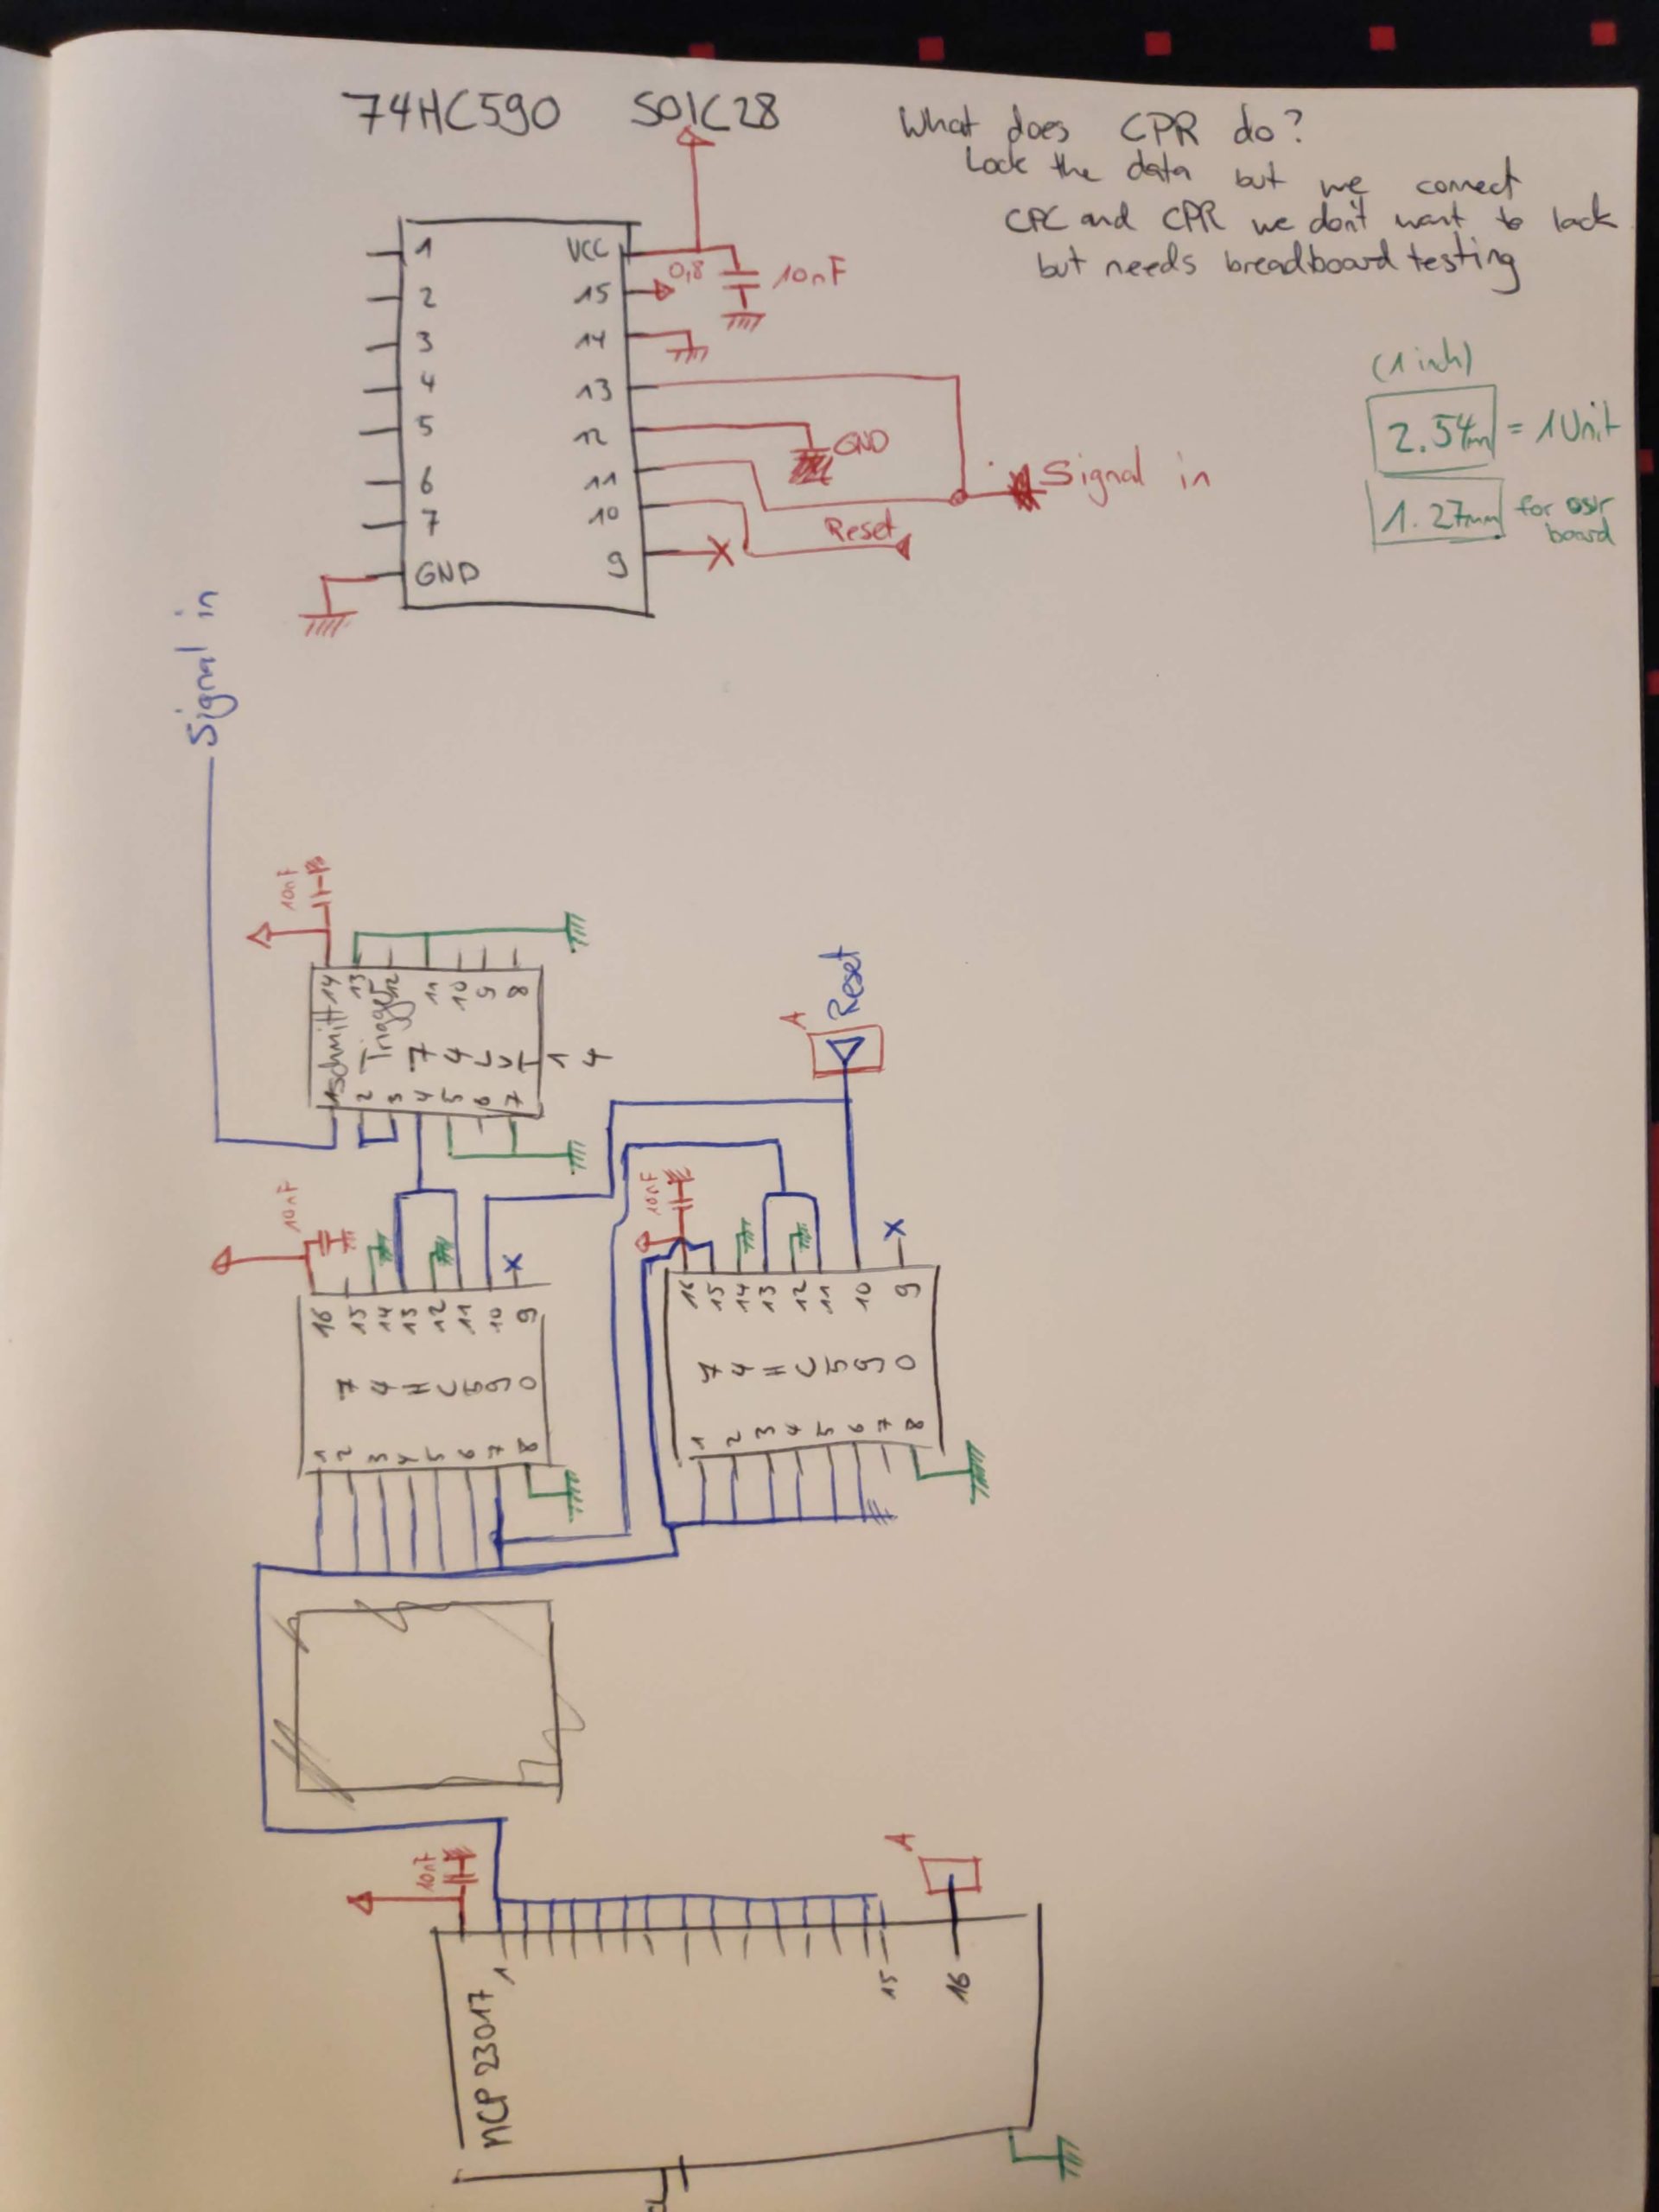 74HC590 SOIC28
What does CPR do?
Lock the data but we connect
CPC and CPR we don't want to lock
but needs breadboard testing
1 VCC
2 15
3 14
4 13
5 12
6 11
7 10
GND 9
0,8
10nF
GND
Signal in
Reset
(1 inch)
2.54mm = 1 Unit
1.27mm for our board
Signal in
10nF
14 13 12 11 10 9 8
Schmitt
Trigger
74LVT14
1 2 3 4 5 6 7
A
Reset
10nF
x
16 15 14 13 12 11 10 9
74HC590
1 2 3 4 5 6 7 8
10nF
x
16 15 14 13 12 11 10 9
74HC590
1 2 3 4 5 6 7 8
10nF
A
1 15 16
MCP 23017